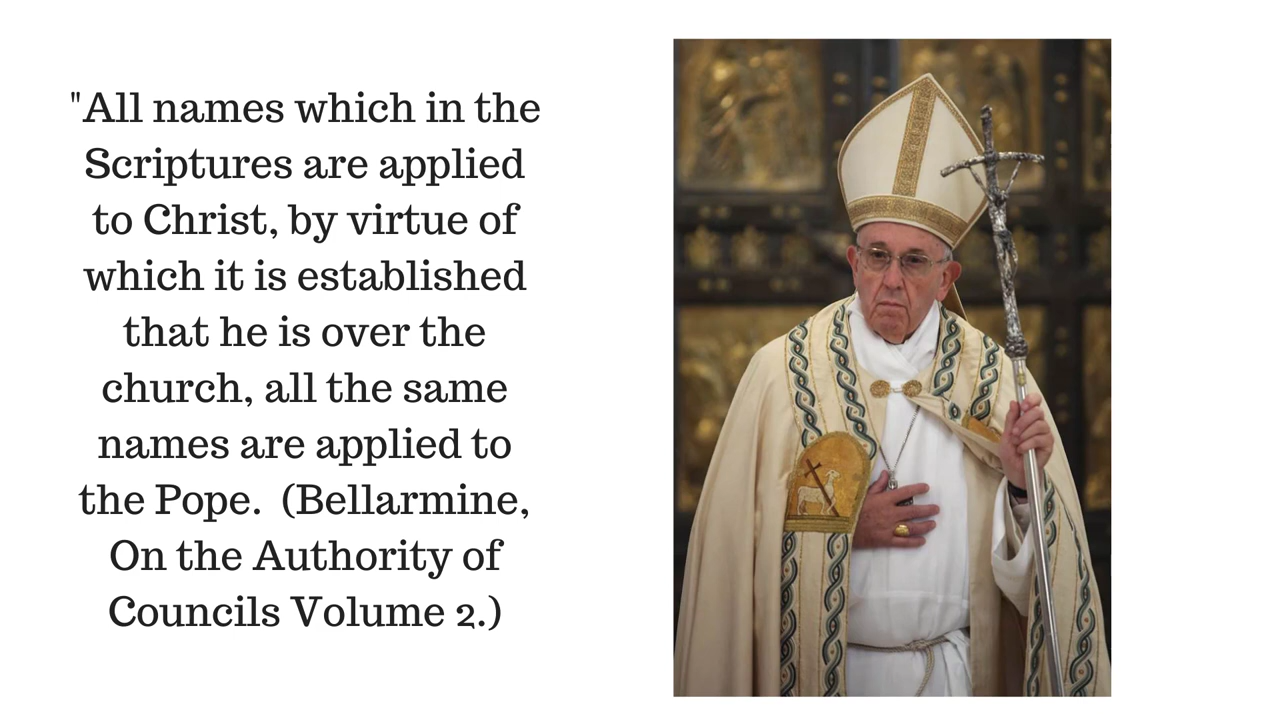 "All names which in the
Scriptures are applied
to Christ, by virtue of
which it is established
that he is over the
church, all the same
names are applied to
the Pope.  (Bellarmine,
On the Authority of
Councils Volume 2.)